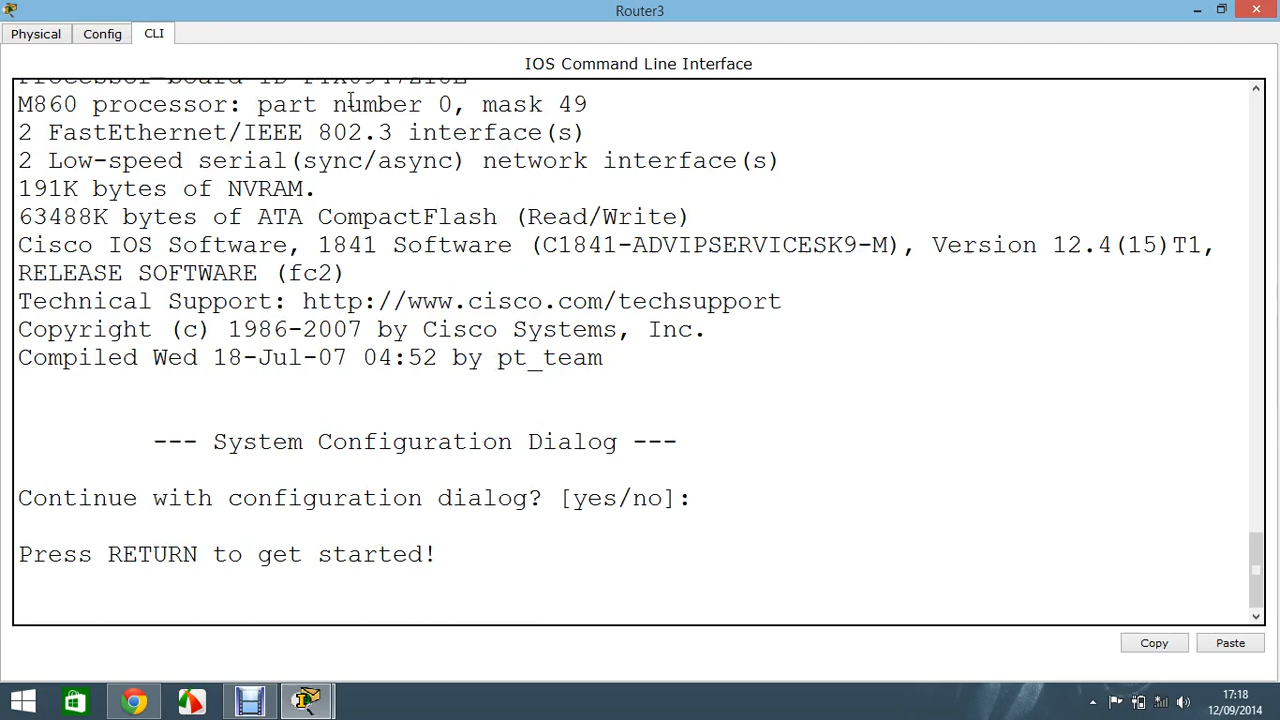 Router3
Physical
Config
CLI
IOS Command Line Interface
M860 processor: part number 0, mask 49
2 FastEthernet/IEEE 802.3 interface(s)
2 Low-speed serial(sync/async) network interface(s)
191K bytes of NVRAM.
63488K bytes of ATA CompactFlash (Read/Write)
Cisco IOS Software, 1841 Software (C1841-ADVIPSERVICESK9-M), Version 12.4(15)T1,
RELEASE SOFTWARE (fc2)
Technical Support: http://www.cisco.com/techsupport
Copyright (c) 1986-2007 by Cisco Systems, Inc.
Compiled Wed 18-Jul-07 04:52 by pt_team
--- System Configuration Dialog ---
Continue with configuration dialog? [yes/no]:
Press RETURN to get started!
Copy
Paste
17:18
12/09/2014